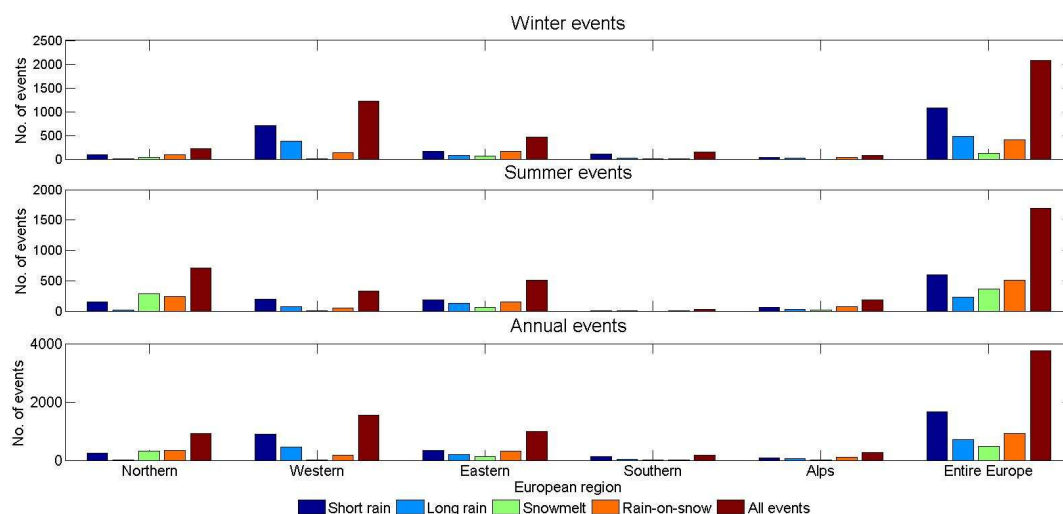 Winter events
2500
2000
1500
1000
500
0
No. of events
Summer events
2000
1500
1000
500
0
No. of events
Annual events
4000
2000
0
No. of events
Northern Western Eastern Southern Alps Entire Europe
European region
Short rain Long rain Snowmelt Rain-on-snow All events